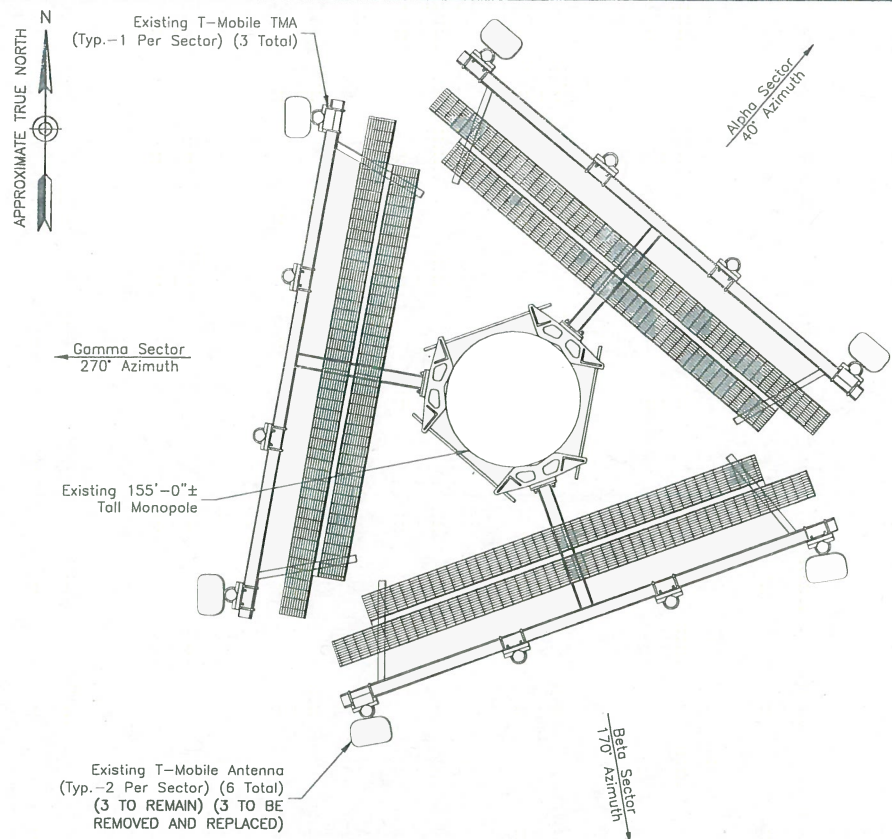 N
APPROXIMATE TRUE NORTH
Existing T-Mobile TMA
(Typ.-1 Per Sector) (3 Total)
Alpha Sector
40° Azimuth
Gamma Sector
270° Azimuth
Existing 155'-0"±
Tall Monopole
Existing T-Mobile Antenna
(Typ.-2 Per Sector) (6 Total)
(3 TO REMAIN) (3 TO BE
REMOVED AND REPLACED)
Beta Sector
170° Azimuth